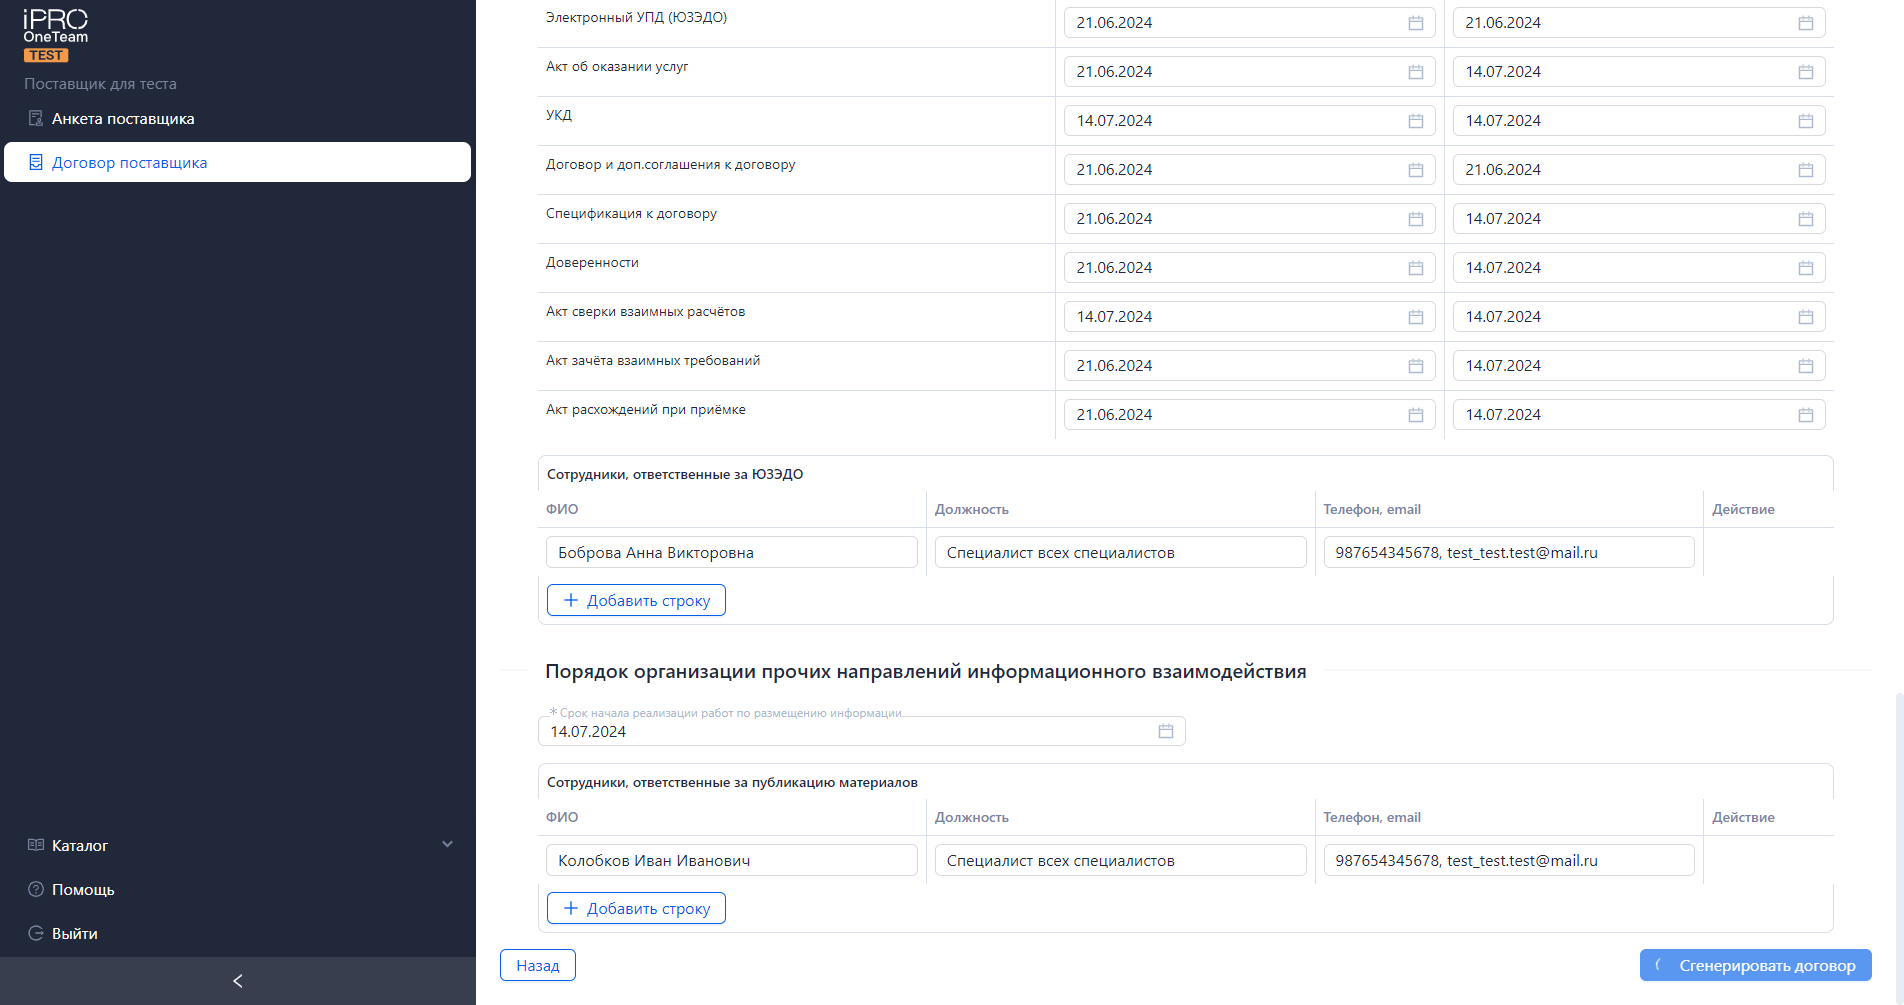 iPRO
OneTeam
TEST
Поставщик для теста
Анкета поставщика
Договор поставщика
Каталог
Помощь
Выйти
Электронный УПД (ЮЗЭДО) 21.06.2024 21.06.2024
Акт об оказании услуг 21.06.2024 14.07.2024
УКД 14.07.2024 14.07.2024
Договор и доп.соглашения к договору 21.06.2024 21.06.2024
Спецификация к договору 21.06.2024 14.07.2024
Доверенности 21.06.2024 14.07.2024
Акт сверки взаимных расчётов 14.07.2024 14.07.2024
Акт зачёта взаимных требований 21.06.2024 14.07.2024
Акт расхождений при приёмке 21.06.2024 14.07.2024
Сотрудники, ответственные за ЮЗЭДО
ФИО Должность Телефон, email Действие
Боброва Анна Викторовна Специалист всех специалистов 987654345678, test_test.test@mail.ru
+ Добавить строку
Порядок организации прочих направлений информационного взаимодействия
* Срок начала реализации работ по размещению информации
14.07.2024
Сотрудники, ответственные за публикацию материалов
ФИО Должность Телефон, email Действие
Колобков Иван Иванович Специалист всех специалистов 987654345678, test_test.test@mail.ru
+ Добавить строку
Назад Сгенерировать договор